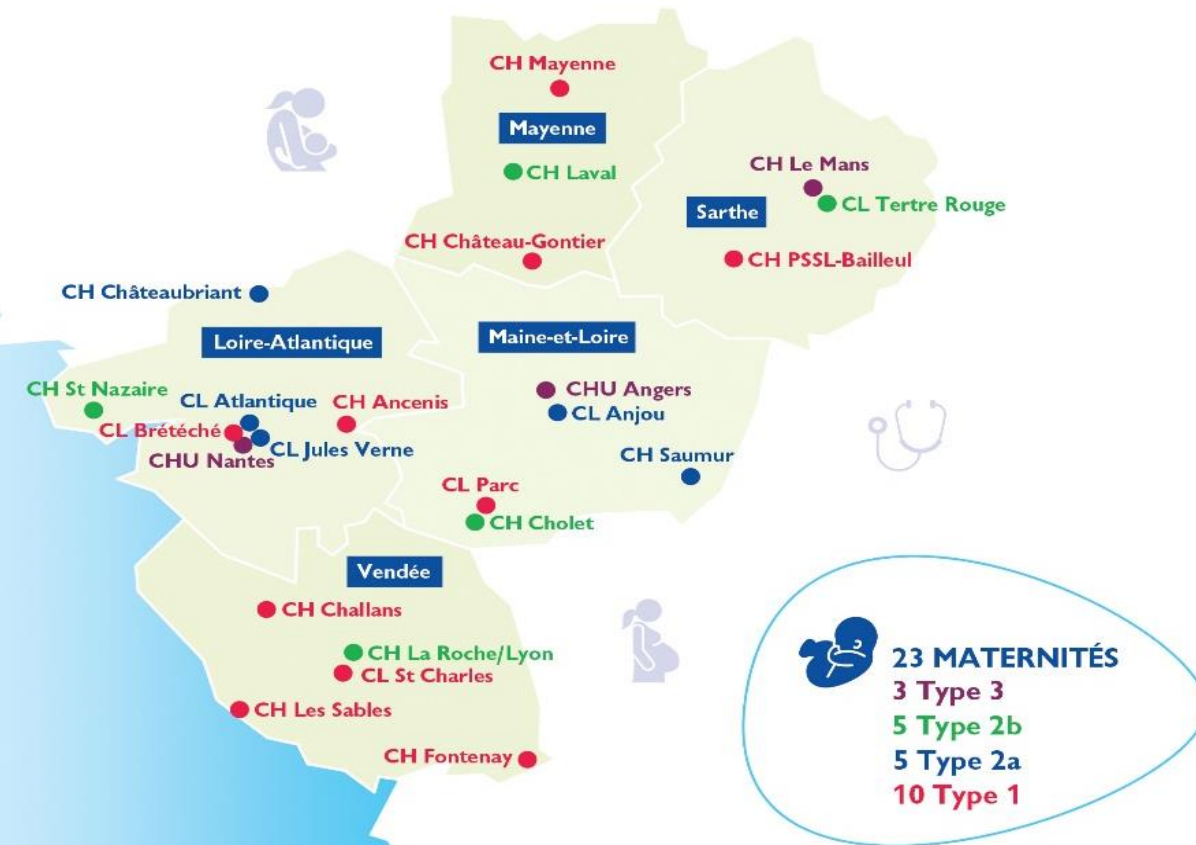 CH Mayenne
Mayenne
CH Laval
CH Le Mans
CL Tertre Rouge
Sarthe
CH Château-Gontier
CH PSSL-Bailleul
CH Châteaubriant
Loire-Atlantique
Maine-et-Loire
CH St Nazaire
CL Atlantique
CH Ancenis
CL Brétéché
CL Jules Verne
CHU Nantes
CHU Angers
CL Anjou
CH Saumur
CL Parc
CH Cholet
Vendée
CH Challans
CH La Roche/Lyon
CL St Charles
CH Les Sables
CH Fontenay
23 MATERNITÉS
3 Type 3
5 Type 2b
5 Type 2a
10 Type 1